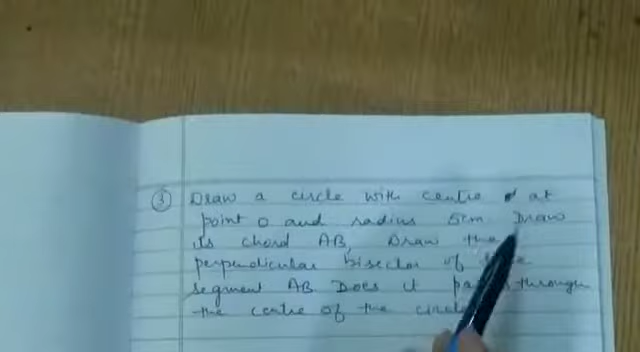 ③ Draw a circle with centre at
point O and radius 5cm Draw
its chord AB, Draw the
perpendicular bisector of
segment AB Does it through
the centre of the